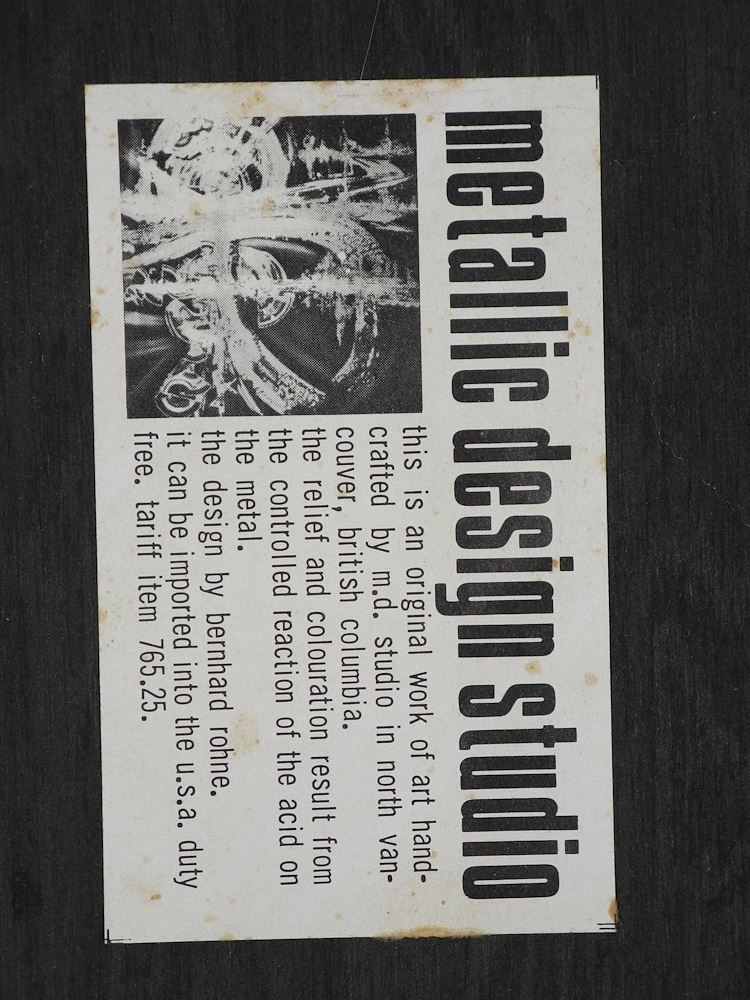 metallic design studio
this is an original work of art hand-
crafted by m.d. studio in north van-
couver, british columbia.
the relief and colouration result from
the controlled reaction of the acid on
the metal.
the design by bernhard rohne.
it can be imported into the u.s.a. duty
free. tariff item 765.25.